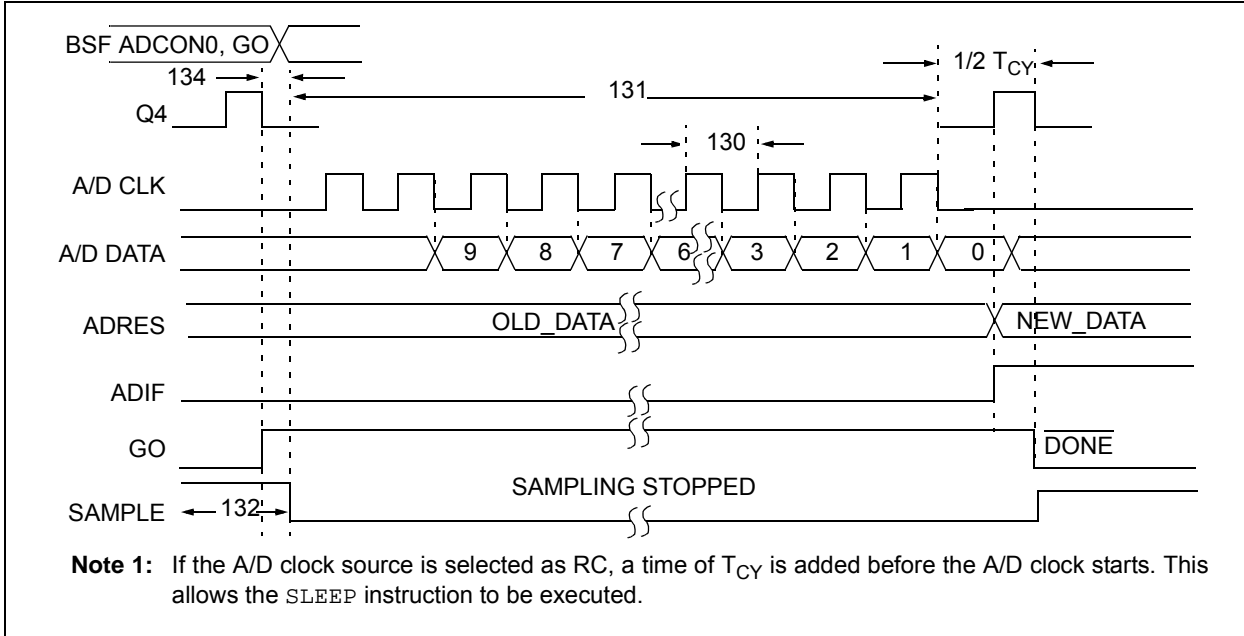 BSF ADCON0, GO
134
1/2 TCY
131
Q4
130
A/D CLK
A/D DATA 9 8 7 6 3 2 1 0
ADRES OLD_DATA NEW_DATA
ADIF
GO DONE
SAMPLING STOPPED
SAMPLE 132
Note 1: If the A/D clock source is selected as RC, a time of TCY is added before the A/D clock starts. This
allows the SLEEP instruction to be executed.